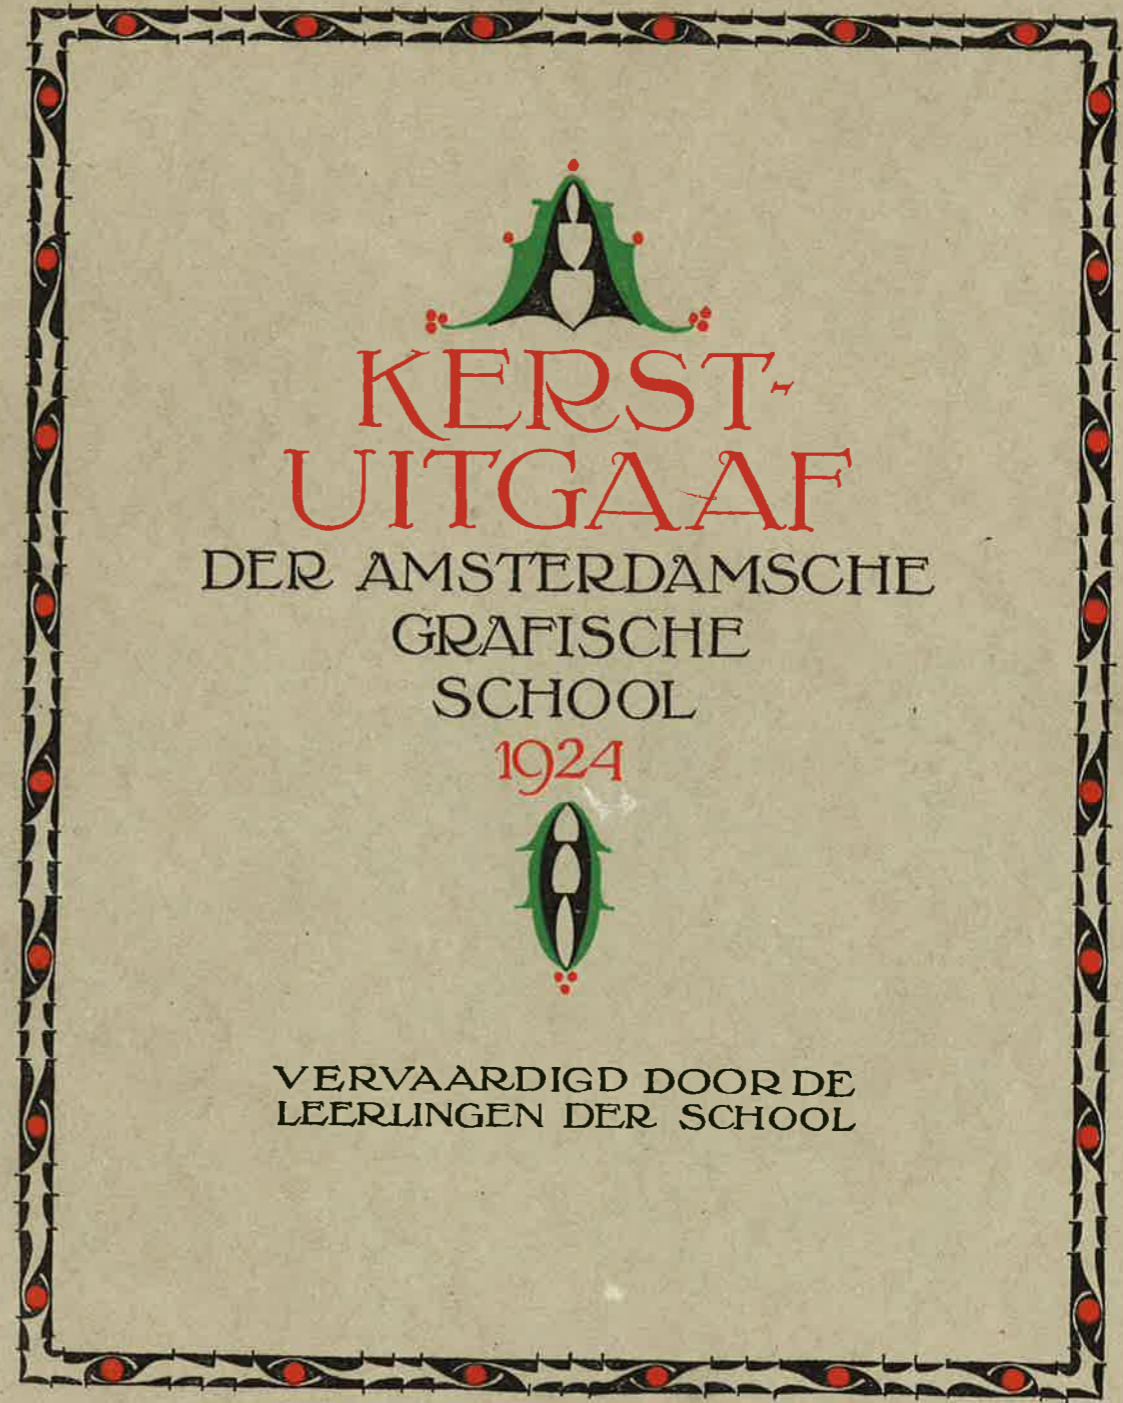 KERST-
UITGAAF
DER AMSTERDAMSCHE
GRAFISCHE
SCHOOL
1924
VERVAARDIGD DOOR DE
LEERLINGEN DER SCHOOL